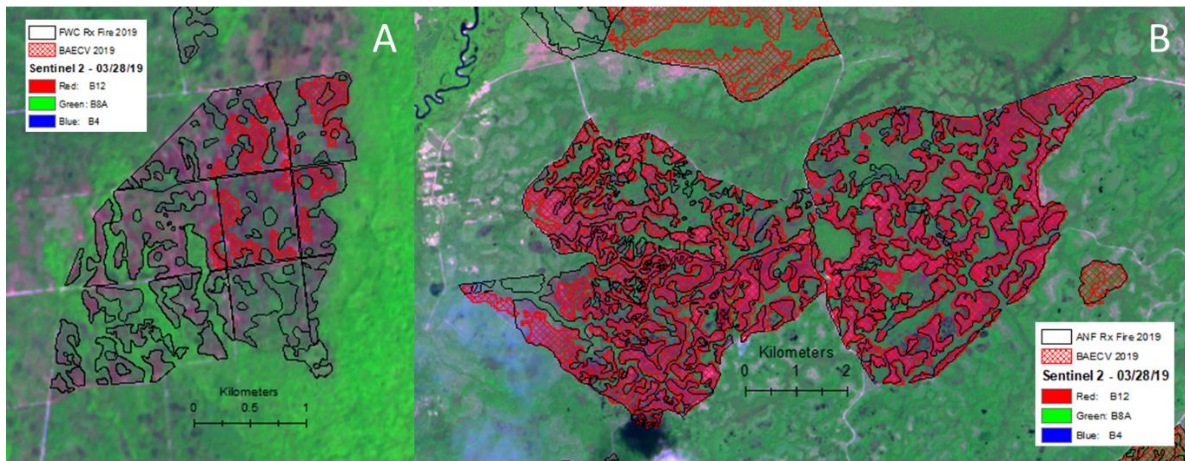 FWC Rx Fire 2019
BAECV 2019
Sentinel 2 - 03/28/19
Red: B12
Green: B8A
Blue: B4
A
Kilometers
0 0.5 1
B
Kilometers
0 1 2
ANF Rx Fire 2019
BAECV 2019
Sentinel 2 - 03/28/19
Red: B12
Green: B8A
Blue: B4